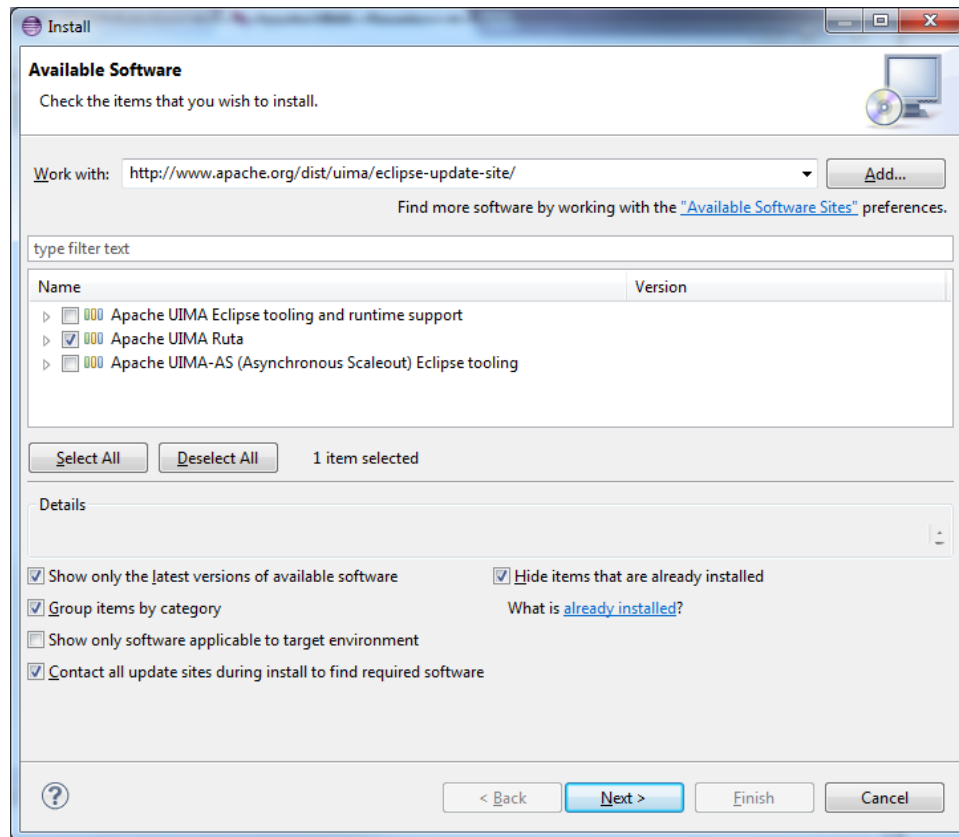 Install
Available Software
Check the items that you wish to install.
Work with: http://www.apache.org/dist/uima/eclipse-update-site/ Add...
Find more software by working with the "Available Software Sites" preferences.
type filter text
Name Version
Apache UIMA Eclipse tooling and runtime support
Apache UIMA Ruta
Apache UIMA-AS (Asynchronous Scaleout) Eclipse tooling
Select All Deselect All 1 item selected
Details
Show only the latest versions of available software Hide items that are already installed
Group items by category What is already installed?
Show only software applicable to target environment
Contact all update sites during install to find required software
? < Back Next > Finish Cancel